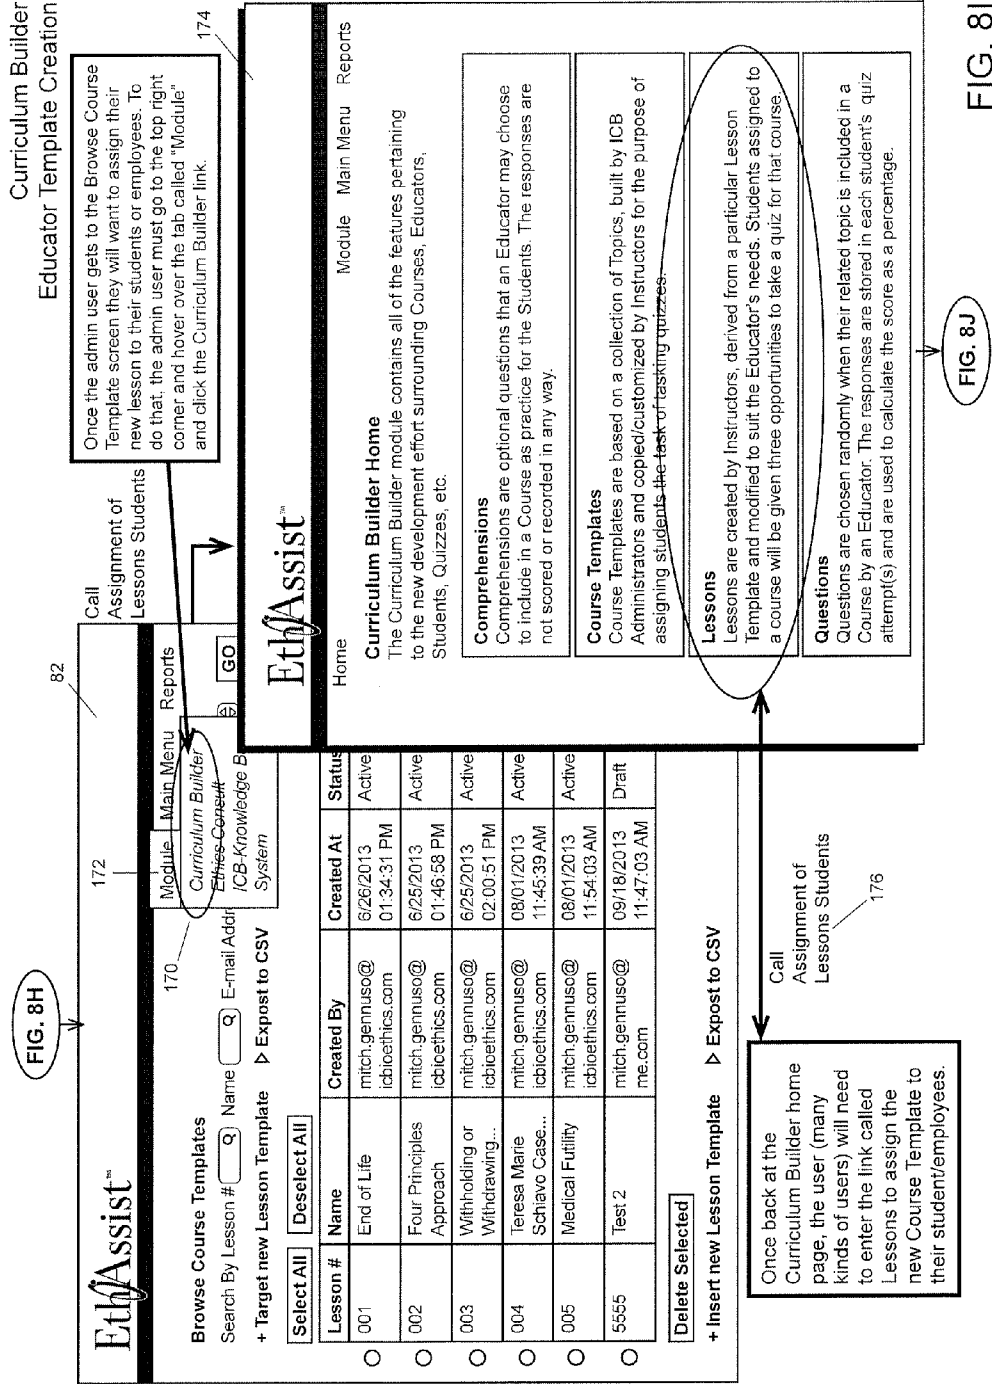 Curriculum Builder
Educator Template Creation
FIG. 8H
82
EthiAssist™
172
Module Main Menu Reports
Curriculum Builder
Ethics Consult
ICB-Knowledge B
System
170
Browse Course Templates
Search By Lesson # Q Name Q E-mail Addr
GO
+ Target new Lesson Template ▷ Expost to CSV
Select All Deselect All
Lesson # Name Created By Created At Status
001 End of Life mitch.gennuso@ 6/26/2013 Active
icbioethics.com 01:34:31 PM
002 Four Principles mitch.gennuso@ 6/25/2013 Active
Approach icbioethics.com 01:46:58 PM
003 Withholding or mitch.gennuso@ 6/25/2013 Active
Withdrawing... icbioethics.com 02:00:51 PM
004 Teresa Marie mitch.gennuso@ 08/01/2013 Active
Schiavo Case... icbioethics.com 11:45:39 AM
005 Medical Futility mitch.gennuso@ 08/01/2013 Active
icbioethics.com 11:54:03 AM
5555 Test 2 mitch.gennuso@ 09/18/2013 Draft
me.com 11:47:03 AM
Delete Selected
+ Insert new Lesson Template ▷ Expost to CSV
Call
Assignment of
Lessons Students
Once the admin user gets to the Browse Course
Template screen they will want to assign their
new lesson to their students or employees. To
do that, the admin user must go to the top right
corner and hover over the tab called "Module"
and click the Curriculum Builder link.
174
EthiAssist™
Home Module Main Menu Reports
Curriculum Builder Home
The Curriculum Builder module contains all of the features pertaining
to the new development effort surrounding Courses, Educators,
Students, Quizzes, etc.
Comprehensions
Comprehensions are optional questions that an Educator may choose
to include in a Course as practice for the Students. The responses are
not scored or recorded in any way.
Course Templates
Course Templates are based on a collection of Topics, built by ICB
Administrators and copied/customized by Instructors for the purpose of
assigning students the task of tasking quizzes.
Lessons
Lessons are created by Instructors, derived from a particular Lesson
Template and modified to suit the Educator's needs. Students assigned to
a course will be given three opportunities to take a quiz for that course.
Questions
Questions are chosen randomly when their related topic is included in a
Course by an Educator. The responses are stored in each student's quiz
attempt(s) and are used to calculate the score as a percentage.
Once back at the
Curriculum Builder home
page, the user (many
kinds of users) will need
to enter the link called
Lessons to assign the
new Course Template to
their student/employees.
Call
Assignment of
Lessons Students
176
FIG. 8J
FIG. 8I